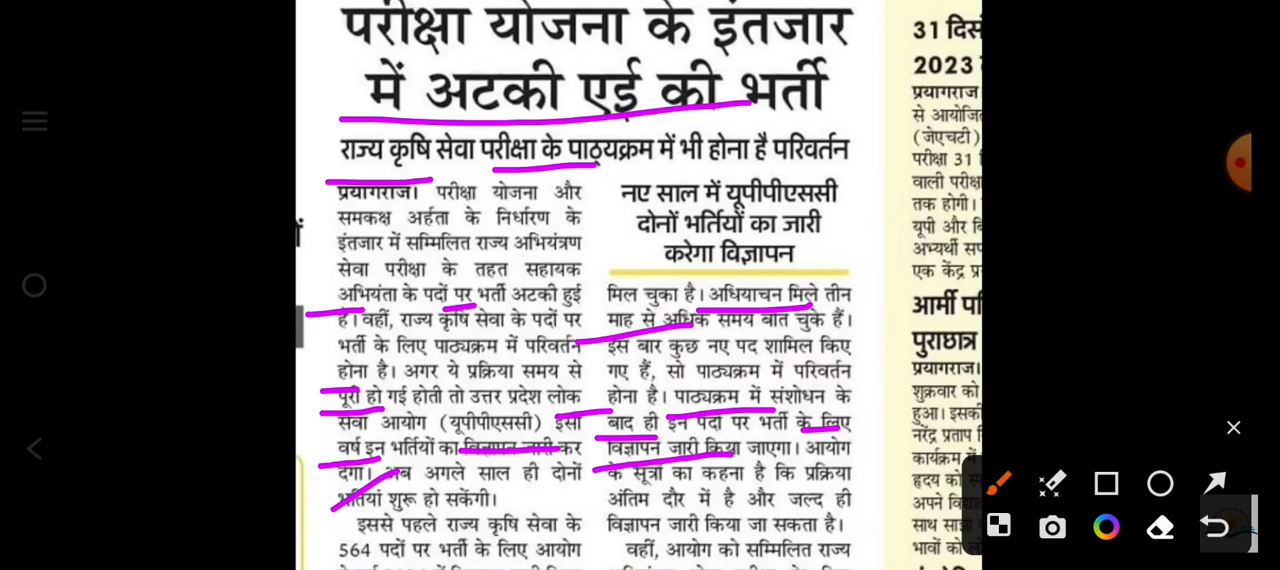 परीक्षा योजना के इंतजार
में अटकी एई की भर्ती
राज्य कृषि सेवा परीक्षा के पाठ्यक्रम में भी होना है परिवर्तन
प्रयागराज। परीक्षा योजना और
समकक्ष अर्हता के निर्धारण के
इंतजार में सम्मिलित राज्य अभियंत्रण
सेवा परीक्षा के तहत सहायक
अभियंता के पदों पर भर्ती अटकी हुई
है। वहीं, राज्य कृषि सेवा के पदों पर
भर्ती के लिए पाठ्यक्रम में परिवर्तन
होना है। अगर ये प्रक्रिया समय से
पूरी हो गई होती तो उत्तर प्रदेश लोक
सेवा आयोग (यूपीपीएससी) इसी
वर्ष इन भर्तियों का विज्ञापन जारी कर
देगा। अब अगले साल ही दोनों
भर्तियां शुरू हो सकेंगी।
इससे पहले राज्य कृषि सेवा के
564 पदों पर भर्ती के लिए आयोग
नए साल में यूपीपीएससी
दोनों भर्तियों का जारी
करेगा विज्ञापन
मिल चुका है। अधियाचन मिले तीन
माह से अधिक समय बीत चुके हैं।
इस बार कुछ नए पद शामिल किए
गए हैं, सो पाठ्यक्रम में परिवर्तन
होना है। पाठ्यक्रम में संशोधन के
बाद ही इन पदों पर भर्ती के लिए
विज्ञापन जारी किया जाएगा। आयोग
के सूत्रों का कहना है कि प्रक्रिया
अंतिम दौर में है और जल्द ही
विज्ञापन जारी किया जा सकता है।
वहीं, आयोग को सम्मिलित राज्य
31
2023
प्रयागराज
से आयोजि
(जेएचटी)
परीक्षा 31
वाली परीक्ष
तक होगी।
यूपी और
अभ्यर्थी
एक केंद्र
आर्मी
पुराछात्र
प्रयागराज।
शुक्रवार को
हुआ। इसकी
नरेंद्र प्रताप
कार्यक्रम
हृदय को
अपने
साथ
भावों को